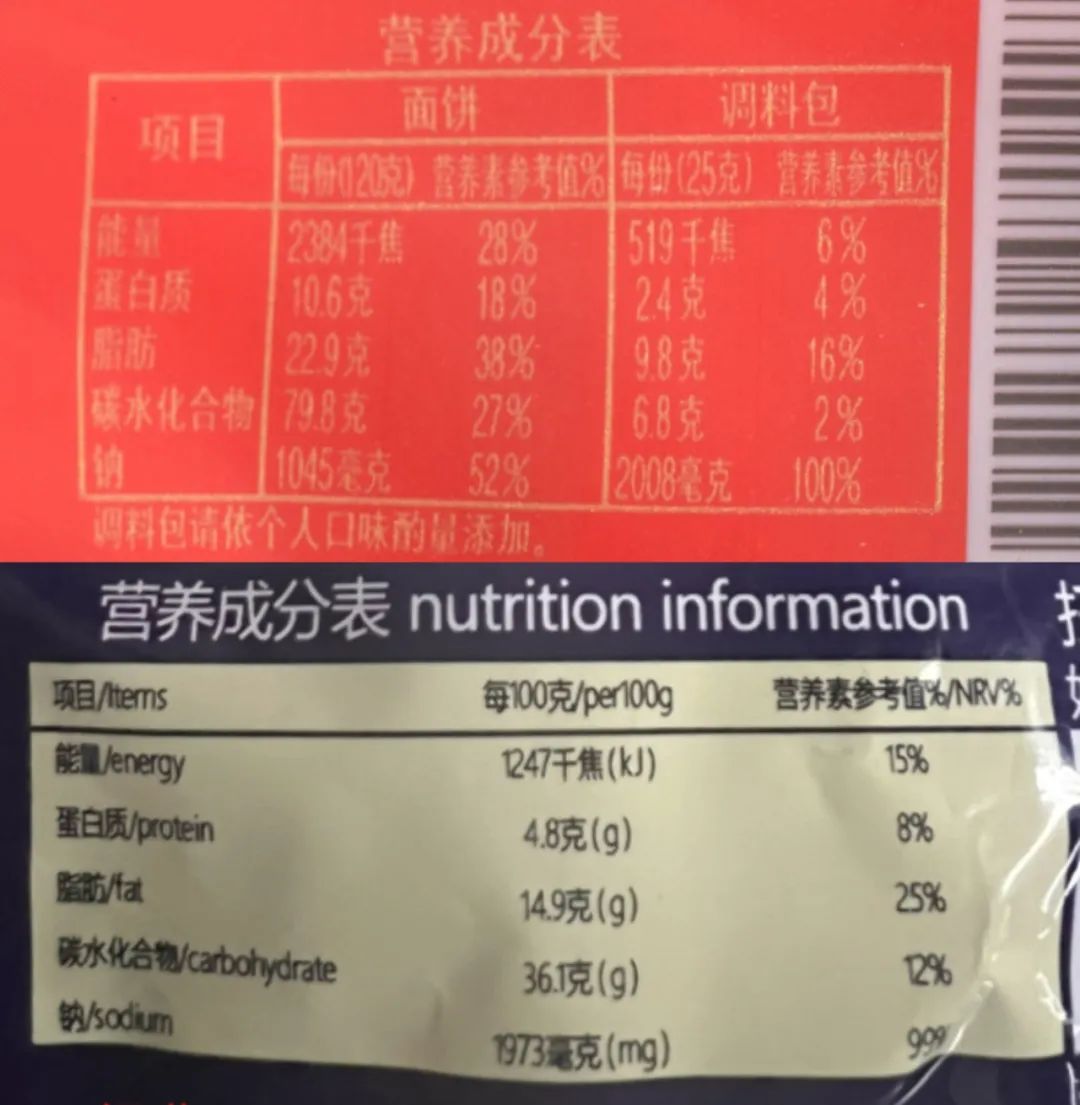 营养成分表
项目 面饼 调料包
每份(120克) 营养素参考值% 每份(25克) 营养素参考值%
能量 2384千焦 28% 519千焦 6%
蛋白质 10.6克 18% 2.4克 4%
脂肪 22.9克 38% 9.8克 16%
碳水化合物 79.8克 27% 6.8克 2%
钠 1045毫克 52% 2008毫克 100%
调料包请依个人口味酌量添加。
营养成分表 nutrition information
项目/Items 每100克/per100g 营养素参考值%/NRV%
能量/energy 1247千焦(kJ) 15%
蛋白质/protein 4.8克(g) 8%
脂肪/fat 14.9克(g) 25%
碳水化合物/carbohydrate 36.1克(g) 12%
钠/sodium 1973毫克(mg) 99%